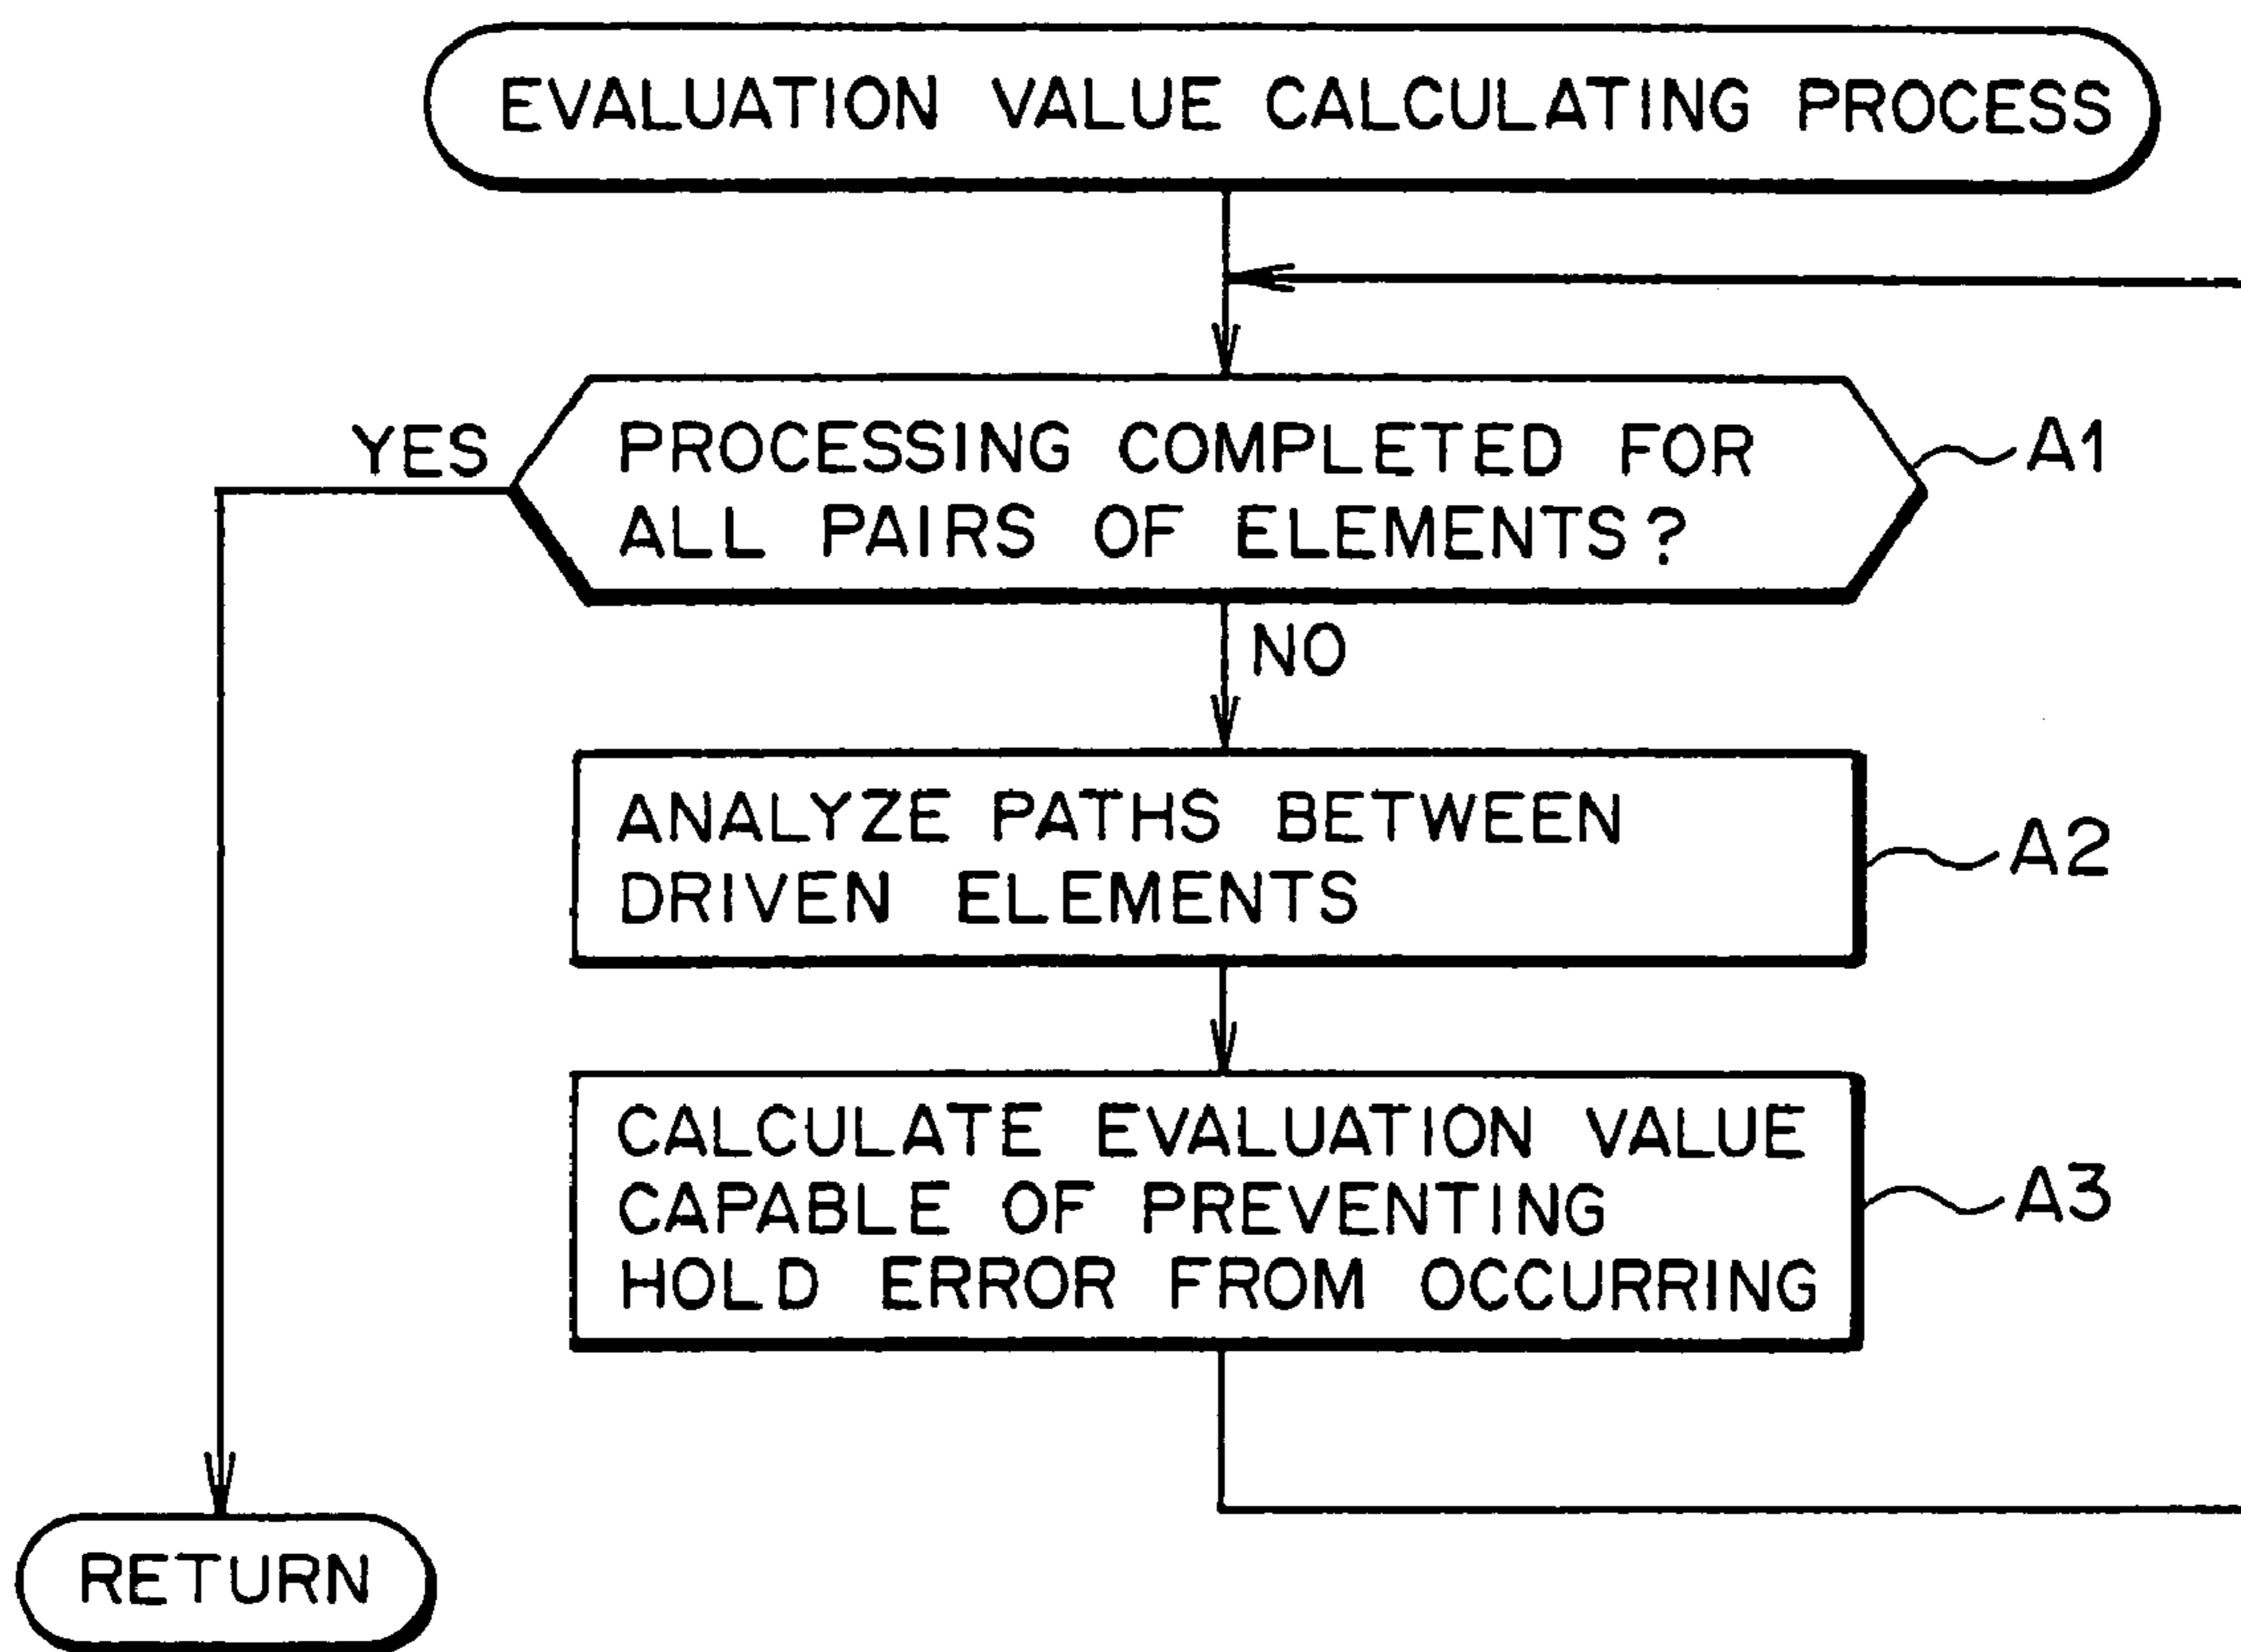 EVALUATION VALUE CALCULATING PROCESS
YES
PROCESSING COMPLETED FOR
ALL PAIRS OF ELEMENTS?
A1
NO
ANALYZE PATHS BETWEEN
DRIVEN ELEMENTS
A2
CALCULATE EVALUATION VALUE
CAPABLE OF PREVENTING
HOLD ERROR FROM OCCURRING
A3
RETURN